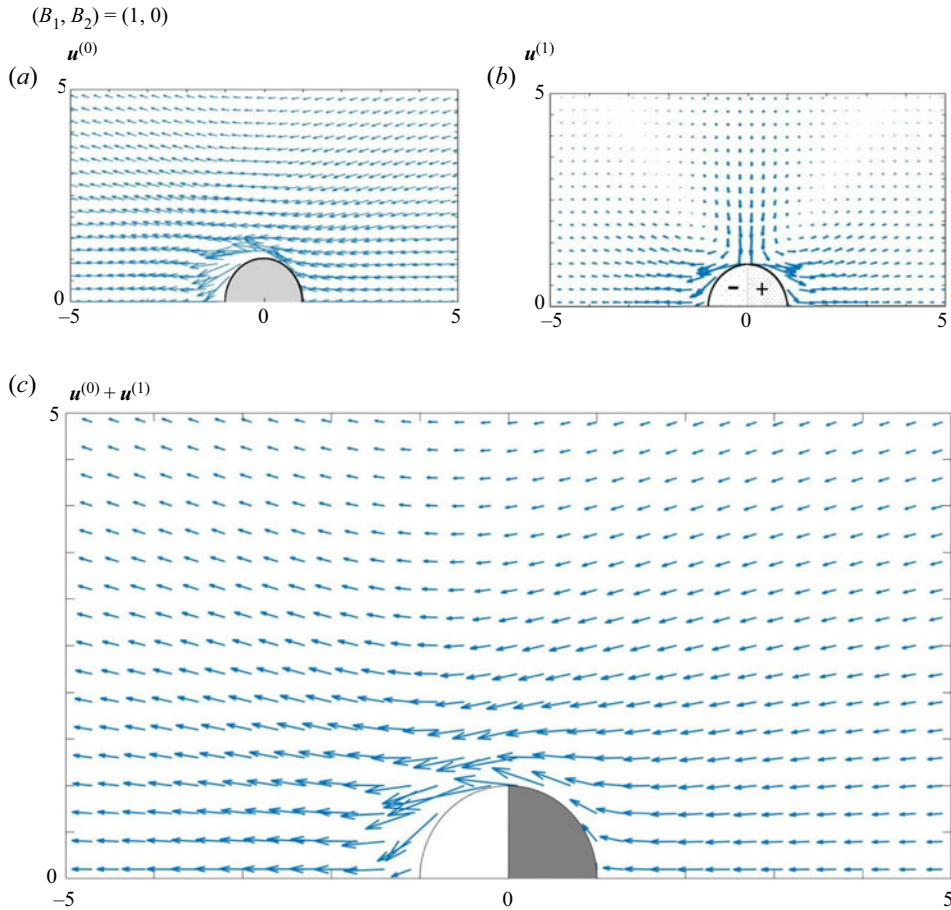 (B₁, B₂) = (1, 0)
u⁽⁰⁾
u⁽¹⁾
(a)
(b)
5
5
- +
0
0
–5 0 5
–5 0 5
(c) u⁽⁰⁾ + u⁽¹⁾
5
0
–5 0 5